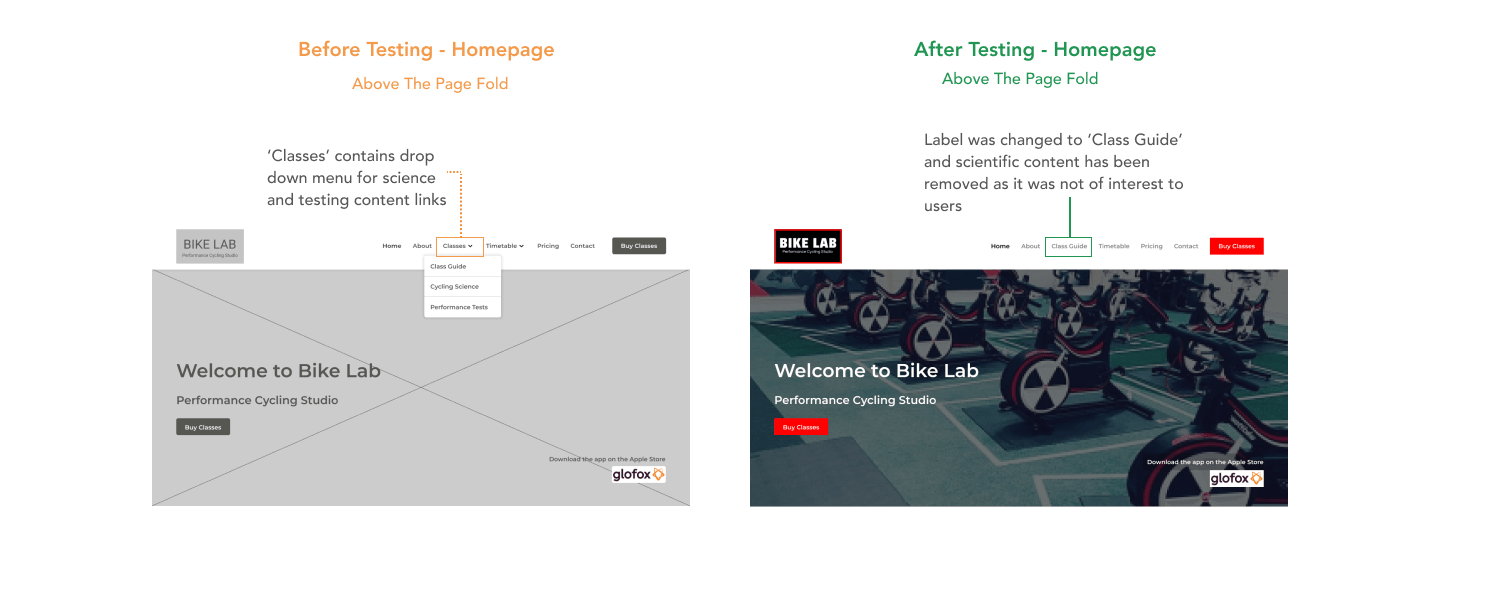 Before Testing - Homepage
Above The Page Fold
‘Classes’ contains drop
down menu for science
and testing content links
BIKE LAB
Performance Cycling Studio
Home About Classes Timetable Pricing Contact Buy Classes
Class Guide
Cycling Science
Performance Tests
Welcome to Bike Lab
Performance Cycling Studio
Buy Classes
Download the app on the Apple Store
glofox
After Testing - Homepage
Above The Page Fold
Label was changed to ‘Class Guide’
and scientific content has been
removed as it was not of interest to
users
BIKE LAB
Performance Cycling Studio
Home About Class Guide Timetable Pricing Contact Buy Classes
Welcome to Bike Lab
Performance Cycling Studio
Buy Classes
Download the app on the Apple Store
glofox